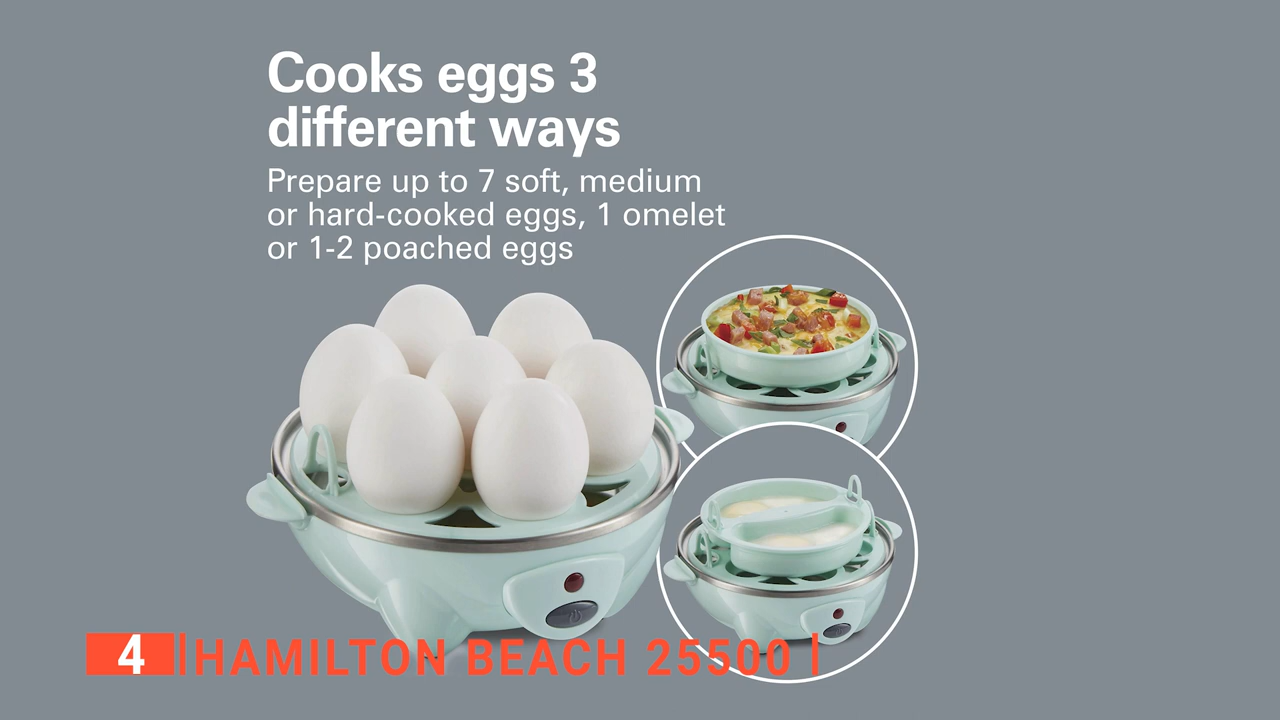 Cooks eggs 3
different ways
Prepare up to 7 soft, medium
or hard-cooked eggs, 1 omelet
or 1-2 poached eggs
4 | HAMILTON BEACH 25500 |